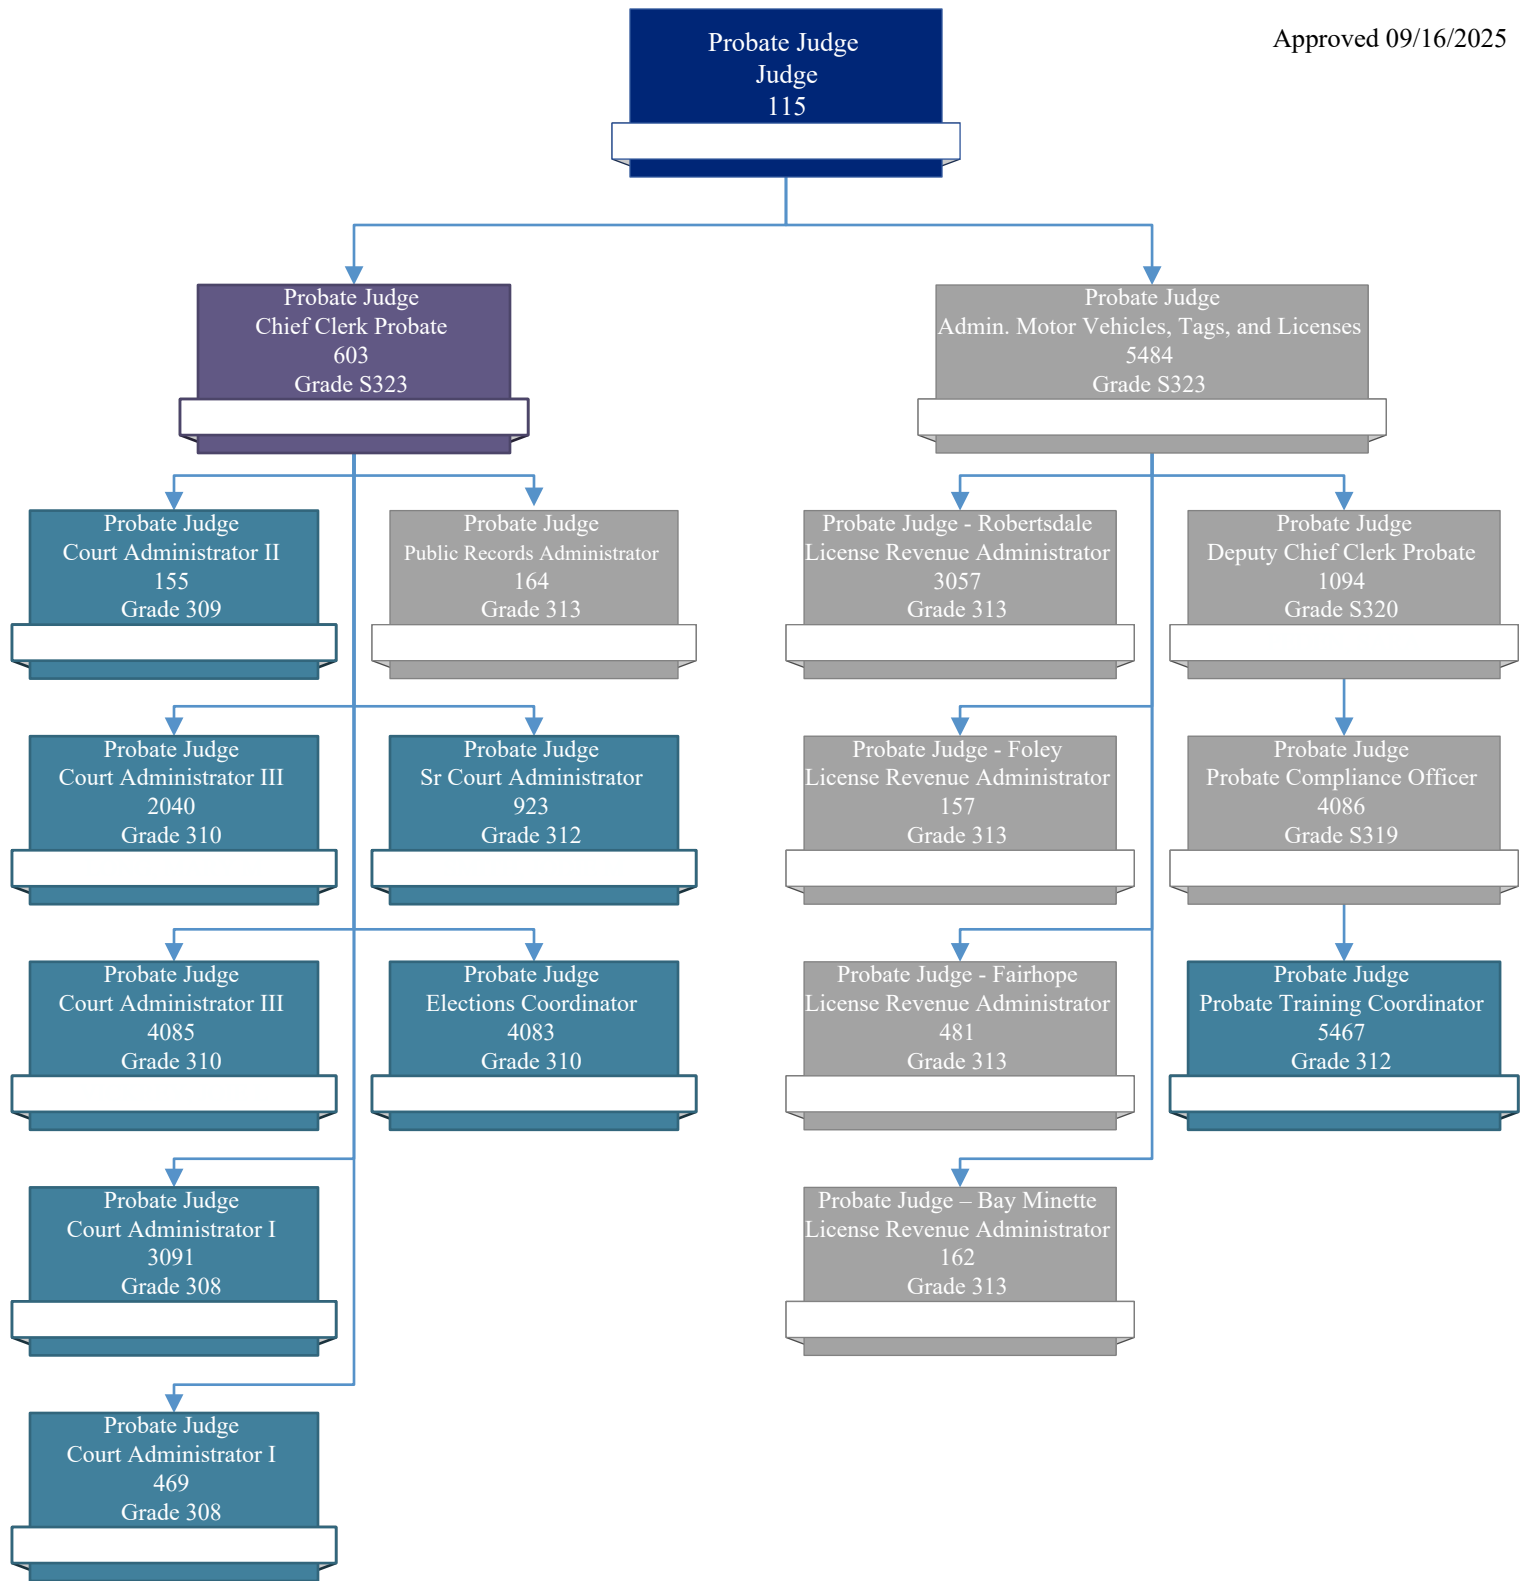 Approved 09/16/2025
Probate Judge
Judge
115
Probate Judge
Chief Clerk Probate
603
Grade S323
Probate Judge
Admin. Motor Vehicles, Tags, and Licenses
5484
Grade S323
Probate Judge
Court Administrator II
155
Grade 309
Probate Judge
Public Records Administrator
164
Grade 313
Probate Judge - Robertsdale
License Revenue Administrator
3057
Grade 313
Probate Judge
Deputy Chief Clerk Probate
1094
Grade S320
Probate Judge
Court Administrator III
2040
Grade 310
Probate Judge
Sr Court Administrator
923
Grade 312
Probate Judge - Foley
License Revenue Administrator
157
Grade 313
Probate Judge
Probate Compliance Officer
4086
Grade S319
Probate Judge
Court Administrator III
4085
Grade 310
Probate Judge
Elections Coordinator
4083
Grade 310
Probate Judge - Fairhope
License Revenue Administrator
481
Grade 313
Probate Judge
Probate Training Coordinator
5467
Grade 312
Probate Judge
Court Administrator I
3091
Grade 308
Probate Judge – Bay Minette
License Revenue Administrator
162
Grade 313
Probate Judge
Court Administrator I
469
Grade 308